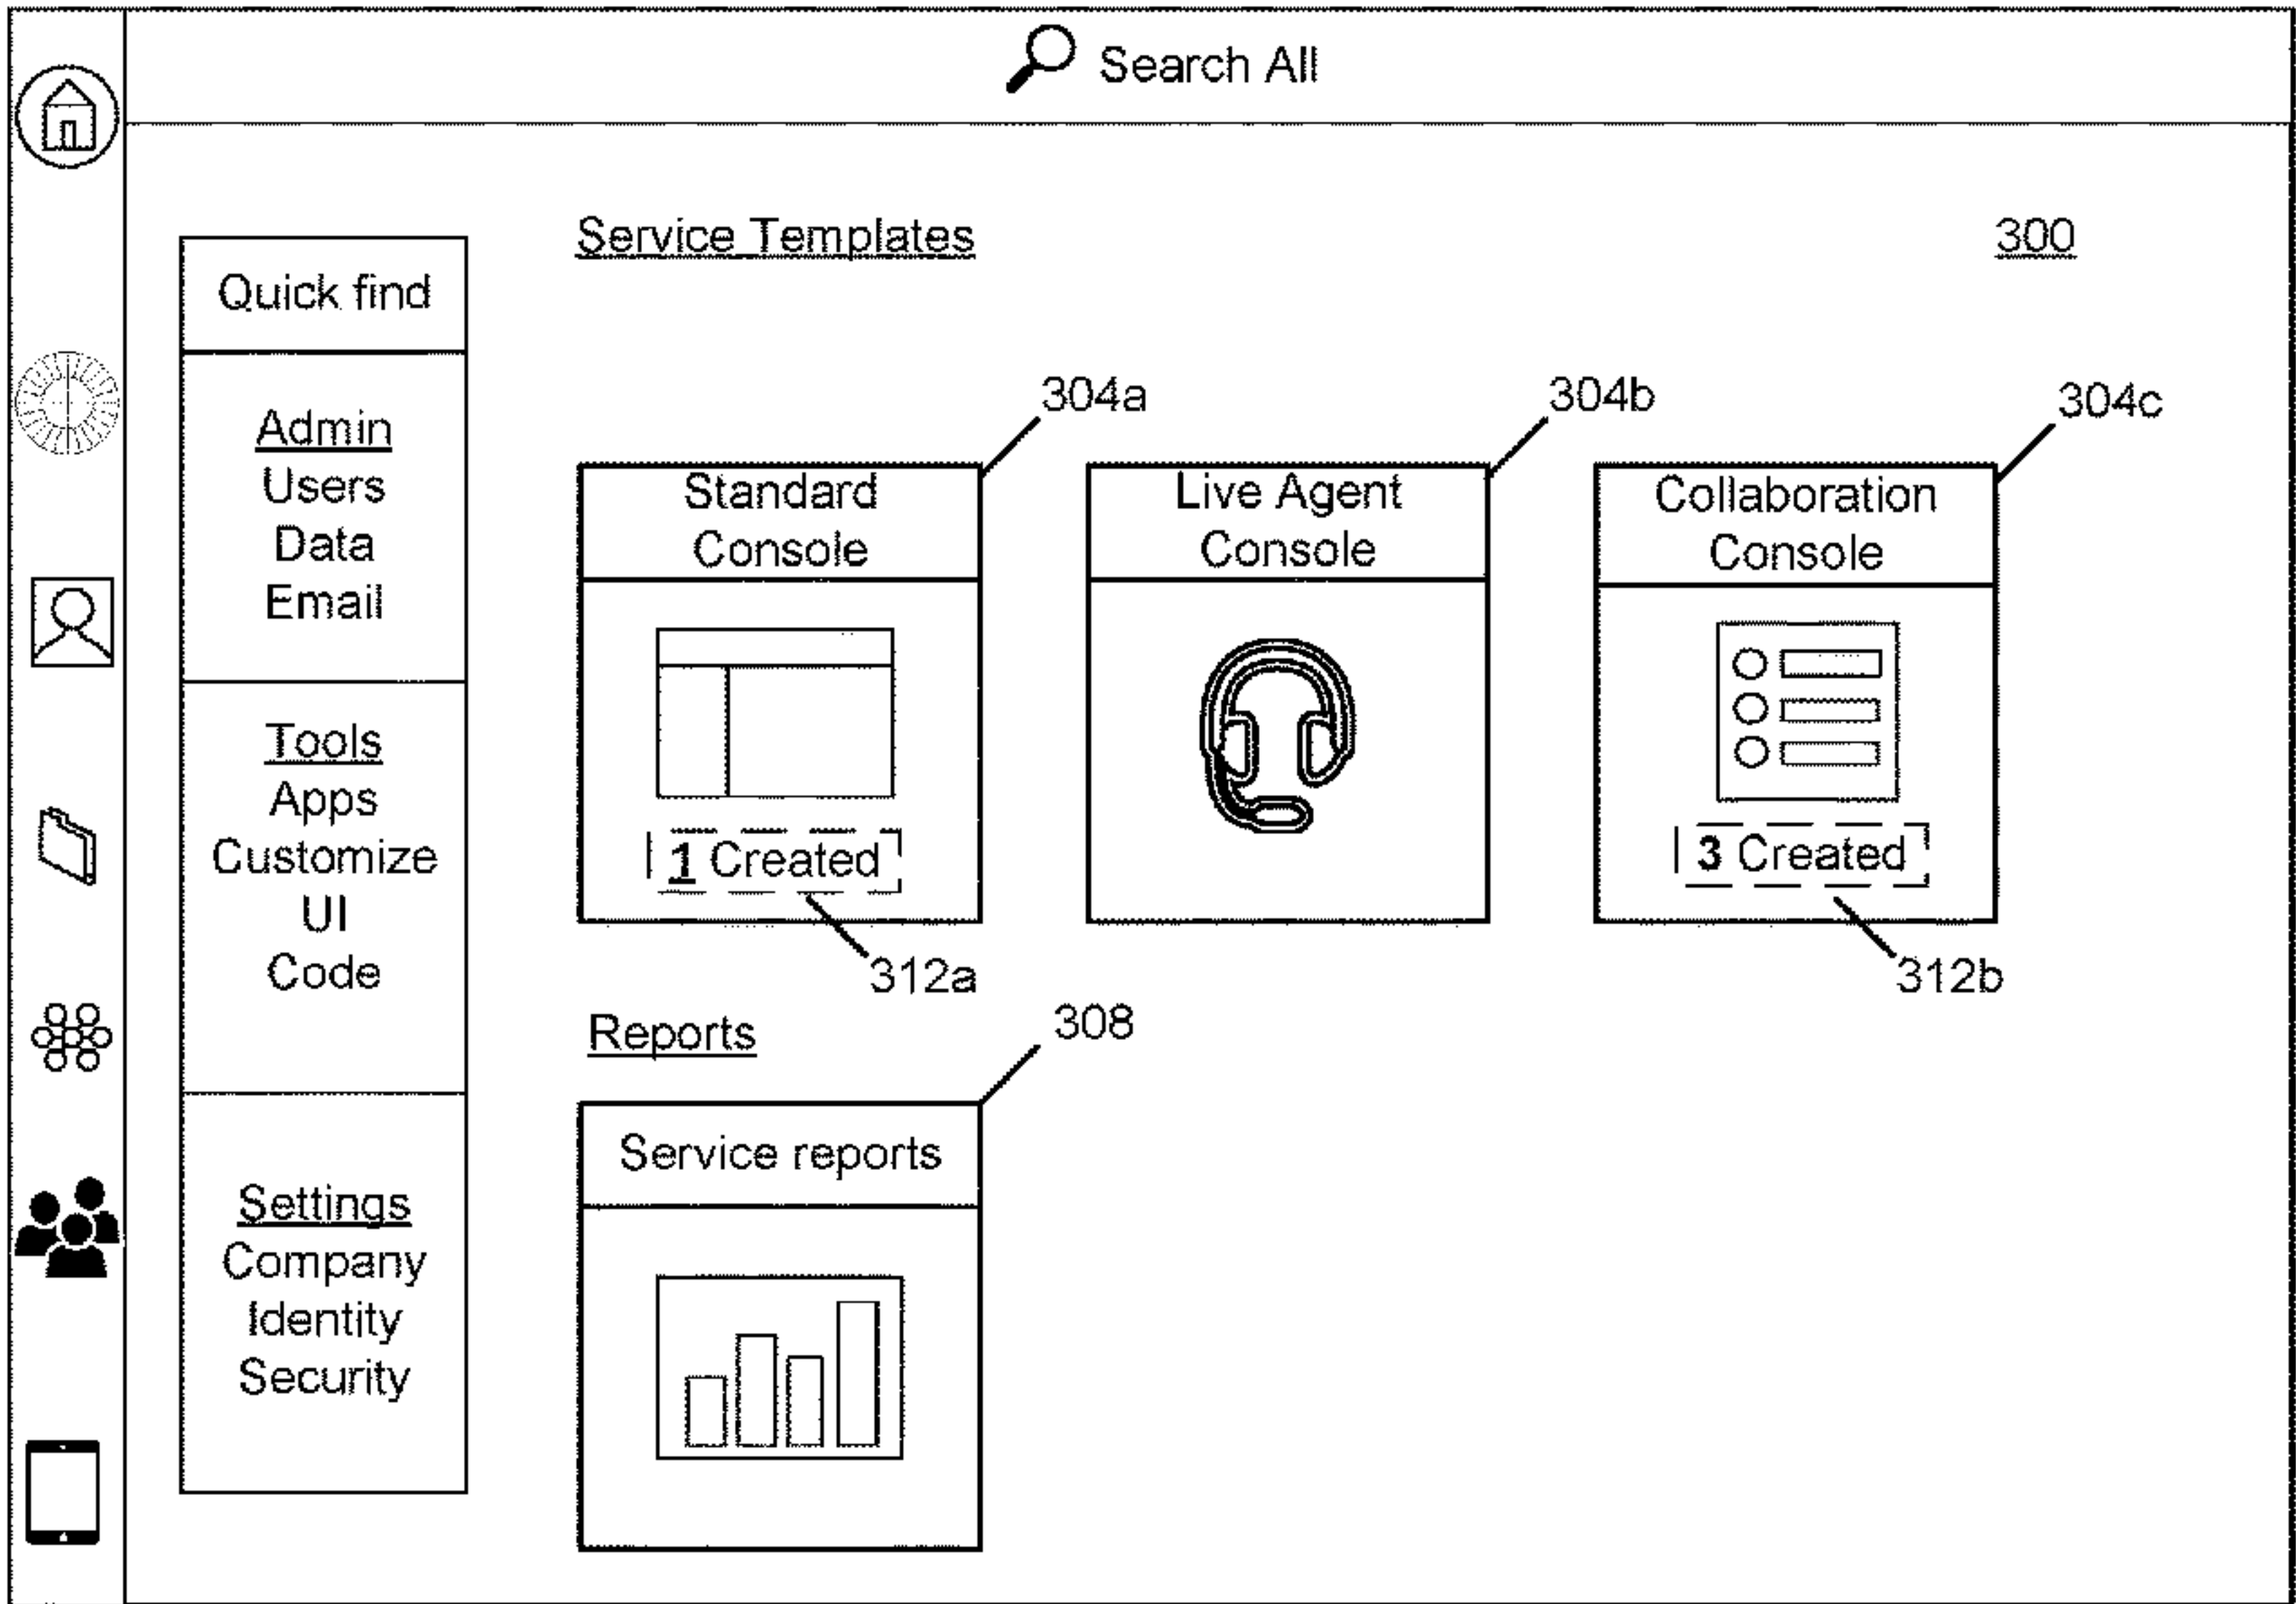 Search All
Quick find
Admin
Users
Data
Email
Tools
Apps
Customize
UI
Code
Settings
Company
Identity
Security
Service Templates
300
304a
304b
304c
Standard
Console
1 Created
312a
Live Agent
Console
Collaboration
Console
3 Created
312b
Reports
308
Service reports